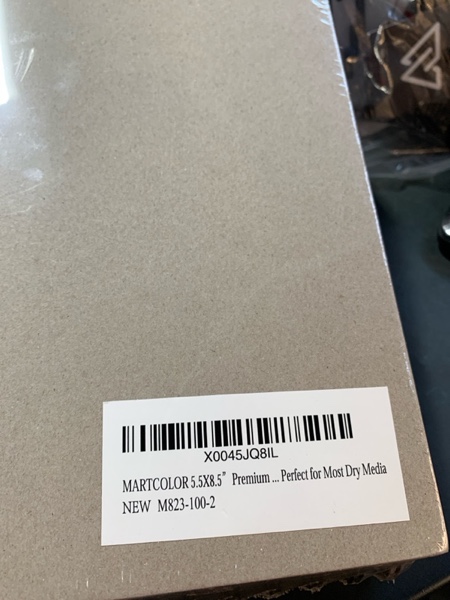 X0045JQ8IL
MARTCOLOR 5.5X8.5” Premium ... Perfect for Most Dry Media
NEW M823-100-2